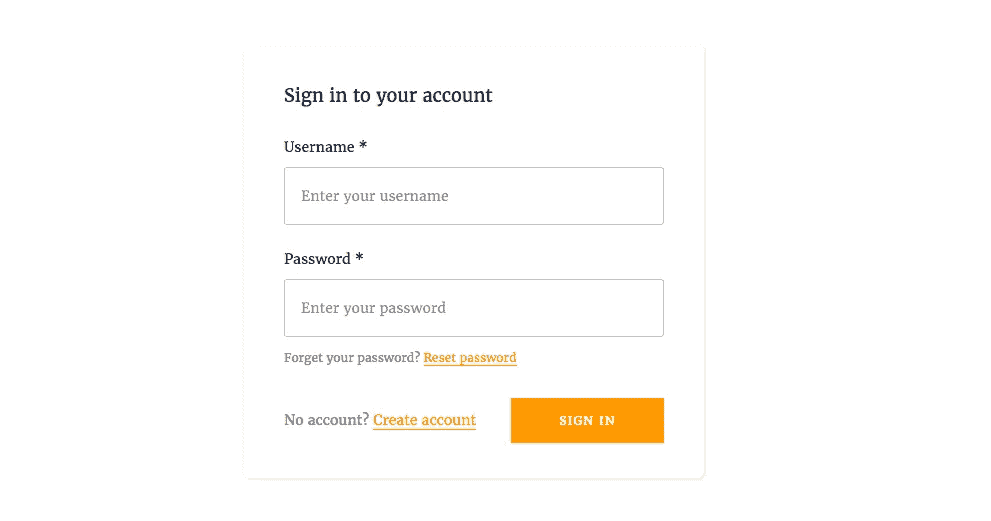 Sign in to your account
Username *
Enter your username
Password *
Enter your password
Forget your password? Reset password
No account? Create account
SIGN IN